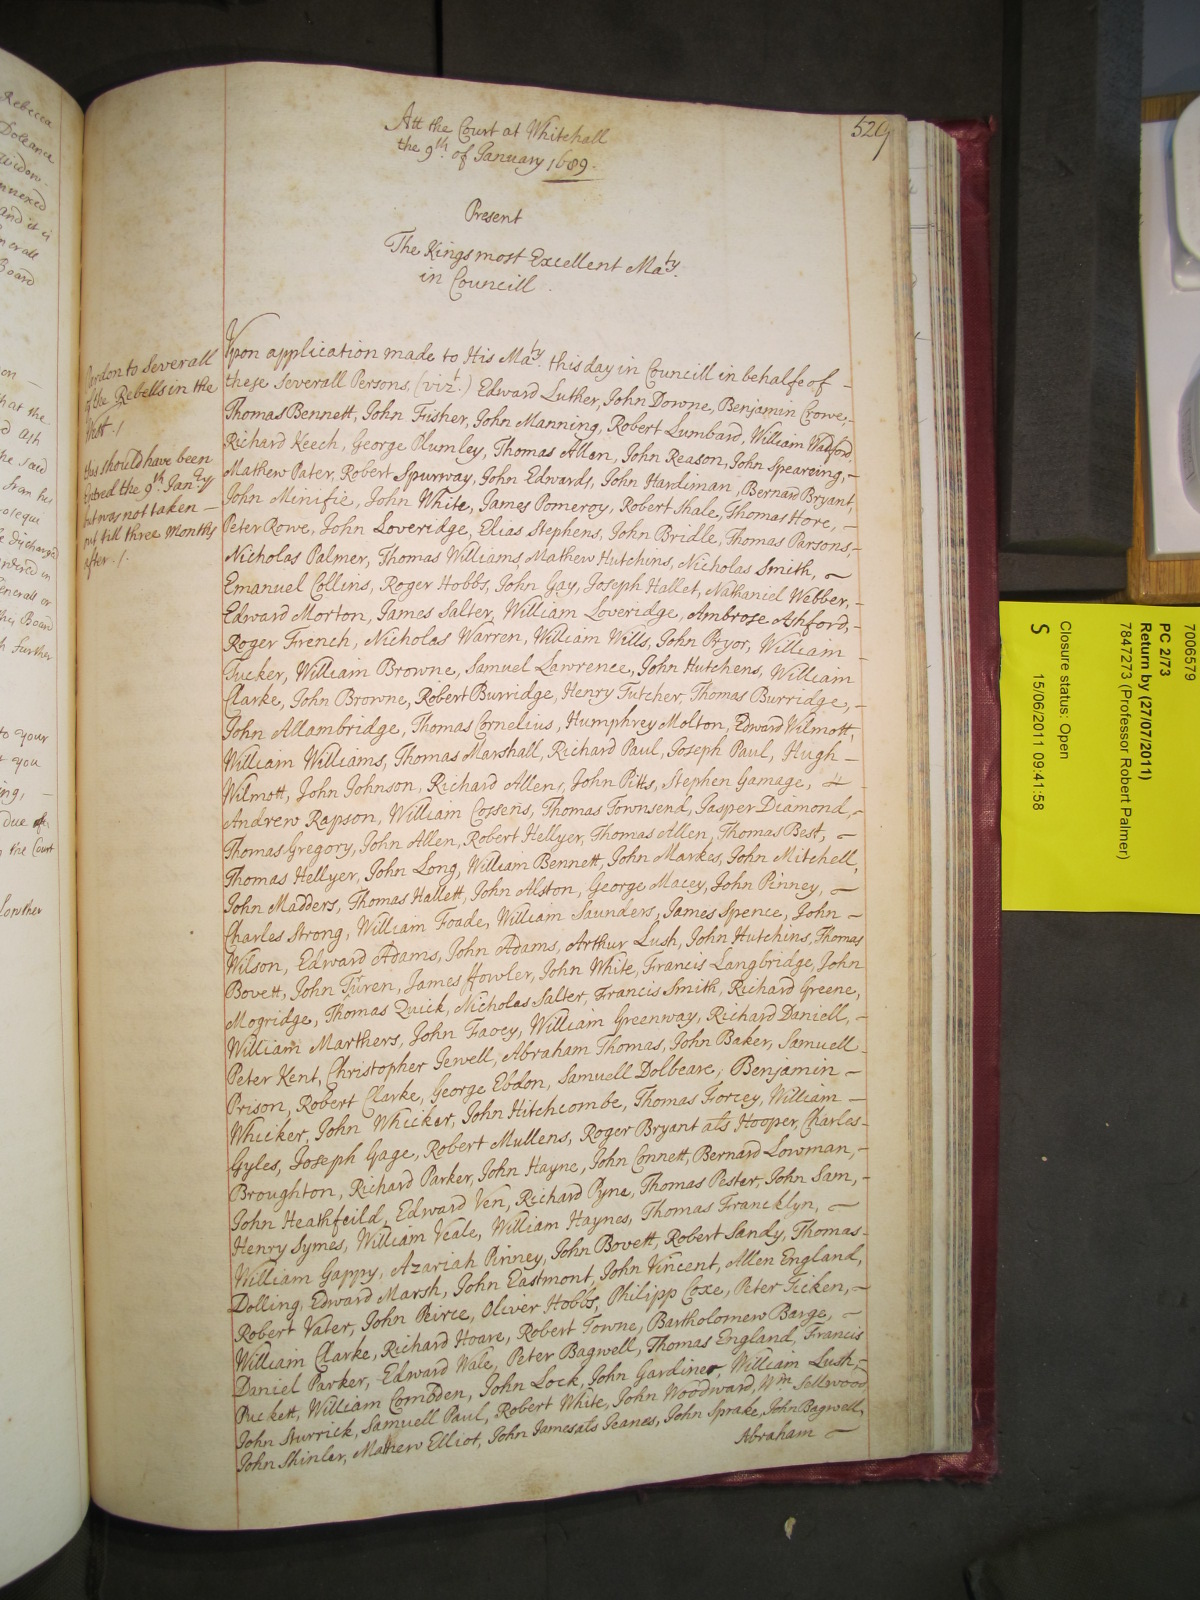 Rebecca
Doleance
widow
annexed
and it is
Board
529
Att the Court at Whitehall
the 9th. of January 1689.
Present
The Kings most Excellent Maty.
in Councill.
Pardon to Severall
of the Rebells in the
West./
this should have been
Entred the 9th Janry
but was not taken —
out till three Months
after./
Upon application made to His Maty. this day in Councill in behalfe of —
these Severall Persons, (vizt.) Edward Luther, John Downe, Benjamin Crowe,-
Thomas Bennett, John Fisher, John Manning, Robert Lumbard, William Wadford,
Richard Keech, George Plumley, Thomas Allen, John Reason, John Spearing,-
Mathew Pater, Robert Spurway, John Edwards, John Hardiman, Bernard Bryant,
John Minifie, John White, James Pomeroy, Robert Shale, Thomas Hore, -
Peter Rowe, John Loveridge, Elias Stephens, John Bridle, Thomas Parsons,-
Nicholas Palmer, Thomas Williams, Mathew Hutchins, Nicholas Smith, —
Emanuel Collins, Roger Hobbs, John Gay, Joseph Hallet, Nathaniel Webber,-
Edward Morton, James Salter, William Loveridge, Ambrose Ashford,-
Roger French, Nicholas Warren, William Wills, John Pryor, William —
Tucker, William Browne, Samuel Lawrence, John Hutchens, William
Clarke, John Browne, Robert Burridge, Henry Tutcher, Thomas Burridge, -
John Allambridge, Thomas Cornelius, Humphrey Molton, Edward Wilmott,
William Williams, Thomas Marshall, Richard Paul, Joseph Paul, Hugh —
Wilmott, John Johnson, Richard Allen, John Pitts, Stephen Gamage, —
Andrew Rapson, William Cossens, Thomas Townsend, Jasper Diamond,-
Thomas Gregory, John Allen, Robert Hellyer, Thomas Allen, Thomas Best, —
Thomas Hellyer, John Long, William Bennett, John Markes, John Mitchell,
John Madders, Thomas Hallett, John Alston, George Macey, John Pinney, —
Charles Strong, William Foade, William Saunders, James Spence, John —
Wilson, Edward Adams, John Adams, Arthur Lush, John Hutchins, Thomas
Bovett, John Turen, James ffowler, John White, Francis Langbridge, John
Mogridge, Thomas Quick, Nicholas Salter, Francis Smith, Richard Greene,
William Marthers, John Facey, William Greenway, Richard Daniell, -
Peter Kent, Christopher Jewell, Abraham Thomas, John Baker, Samuell
Prison, Robert Clarke, George Ebdon, Samuell Dolbeare, Benjamin —
Whicker, John Whicker, John Hitchcombe, Thomas Forcey, William —
Gyles, Joseph Gage, Robert Mullens, Roger Bryant als Hooper, Charles-
Broughton, Richard Parker, John Hayne, John Connett, Bernard Lowman,-
John Heathfeild, Edward Ven, Richard Pyne, Thomas Pester, John Sam, -
Henry Symes, William Veale, William Haynes, Thomas Francklyn, —
William Gappy, Azariah Pinney, John Bovett, Robert Sandy, Thomas-
Dolling, Edward Marsh, John Eastmont, John Vincent, Allen England,
Robert Vater, John Peirce, Oliver Hobbs, Philipp Coxe, Peter Ticken, —
William Clarke, Richard Hoare, Robert Towne, Bartholomew Barge, —
Daniel Parker, Edward Wale, Peter Bagwell, Thomas England, Francis
Puckett, William Combden, John Lock, John Gardiner, William Lush,-
John Sturrick, Samuell Paul, Robert White, John Woodward, Wm. Sellwood,
John Shinler, Mathew Elliot, John James als Jeanes, John Sprake, John Bagwell,
Abraham —
7006579
PC 2/73
Return by (27/07/2011)
7847273 (Professor Robert Palmer)
Closure status: Open
S 15/06/2011 09:41:58